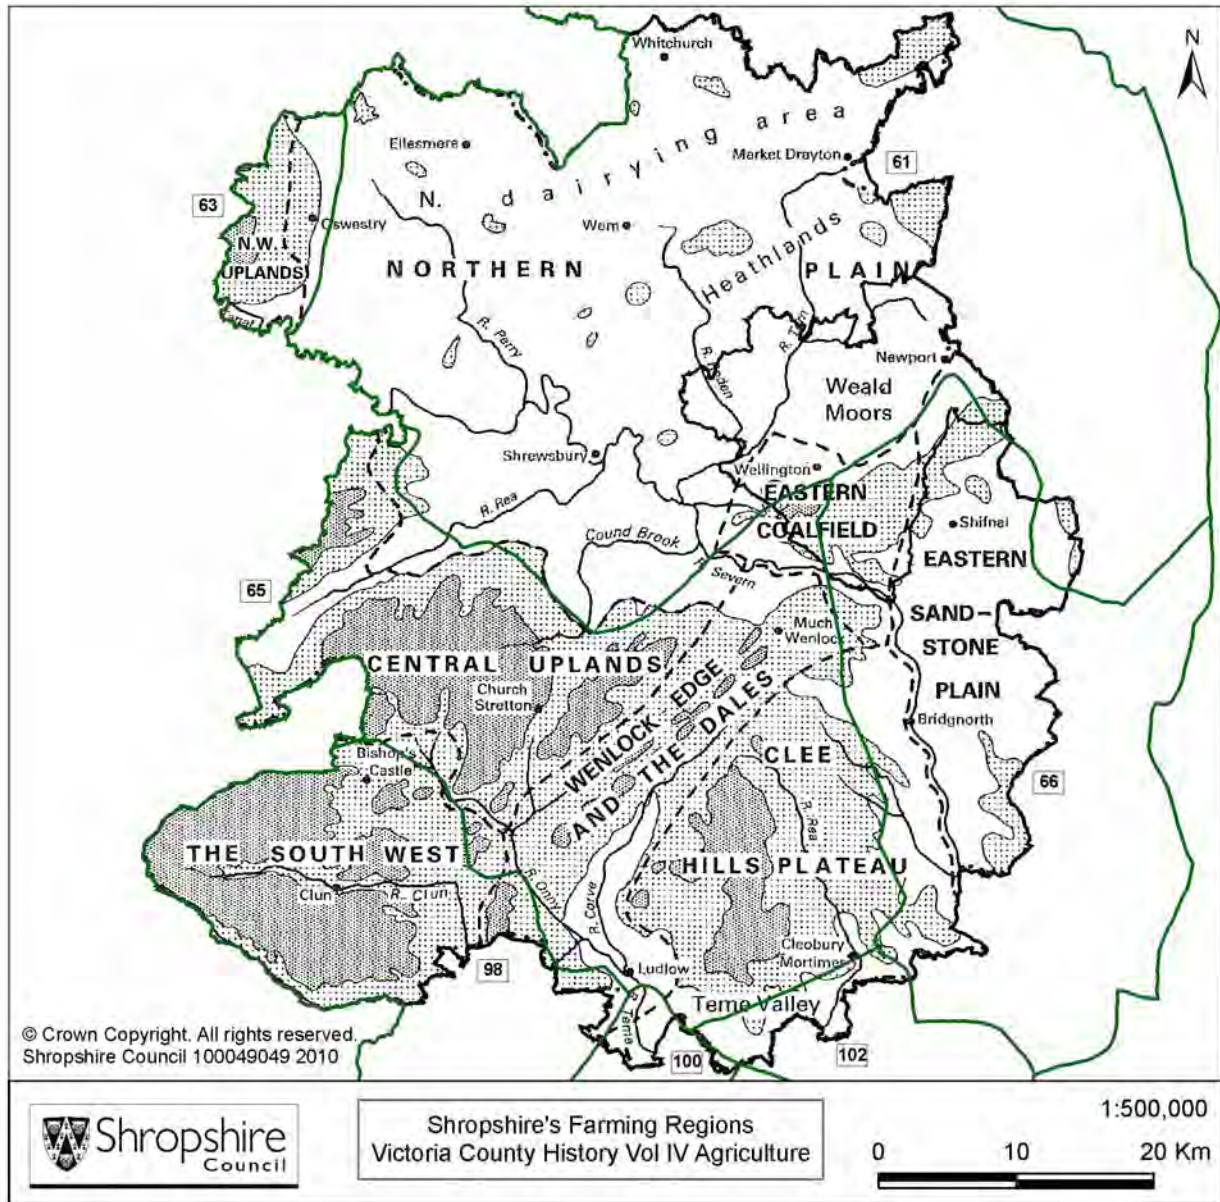 N
Whitchurch
Ellesmere
N. dairying area
Market Drayton
61
63
Oswestry
Wem
Heathlands
N.W.
UPLANDS
NORTHERN
PLAIN
Canal
R. Perry
R. Roden
R. Tern
Newport
Weald
Moors
Shrewsbury
Wellington
EASTERN
COALFIELD
R. Rea
Cound Brook
Shifnal
EASTERN
R. Severn
65
SAND-
STONE
PLAIN
Much
Wenlock
CENTRAL UPLANDS
Church
Stretton
WENLOCK EDGE
AND THE DALES
Bridgnorth
Bishop's
Castle
CLEE
66
R. Rea
THE SOUTH WEST
HILLS PLATEAU
Clun
R. Clun
R. Onny
R. Corve
Cleobury
Mortimer
98
Ludlow
Teme Valley
R. Teme
100
102
© Crown Copyright. All rights reserved.
Shropshire Council 100049049 2010
Shropshire
Council
Shropshire's Farming Regions
Victoria County History Vol IV Agriculture
1:500,000
0 10 20 Km